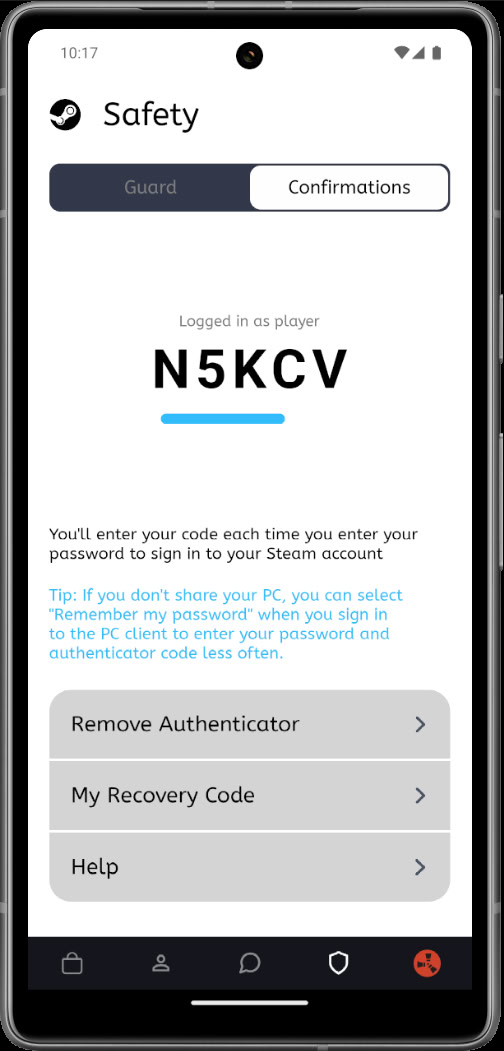 10:17
Safety
Guard
Confirmations
Logged in as player
N5KCV
You'll enter your code each time you enter your
password to sign in to your Steam account
Tip: If you don't share your PC, you can select
"Remember my password" when you sign in
to the PC client to enter your password and
authenticator code less often.
Remove Authenticator
My Recovery Code
Help